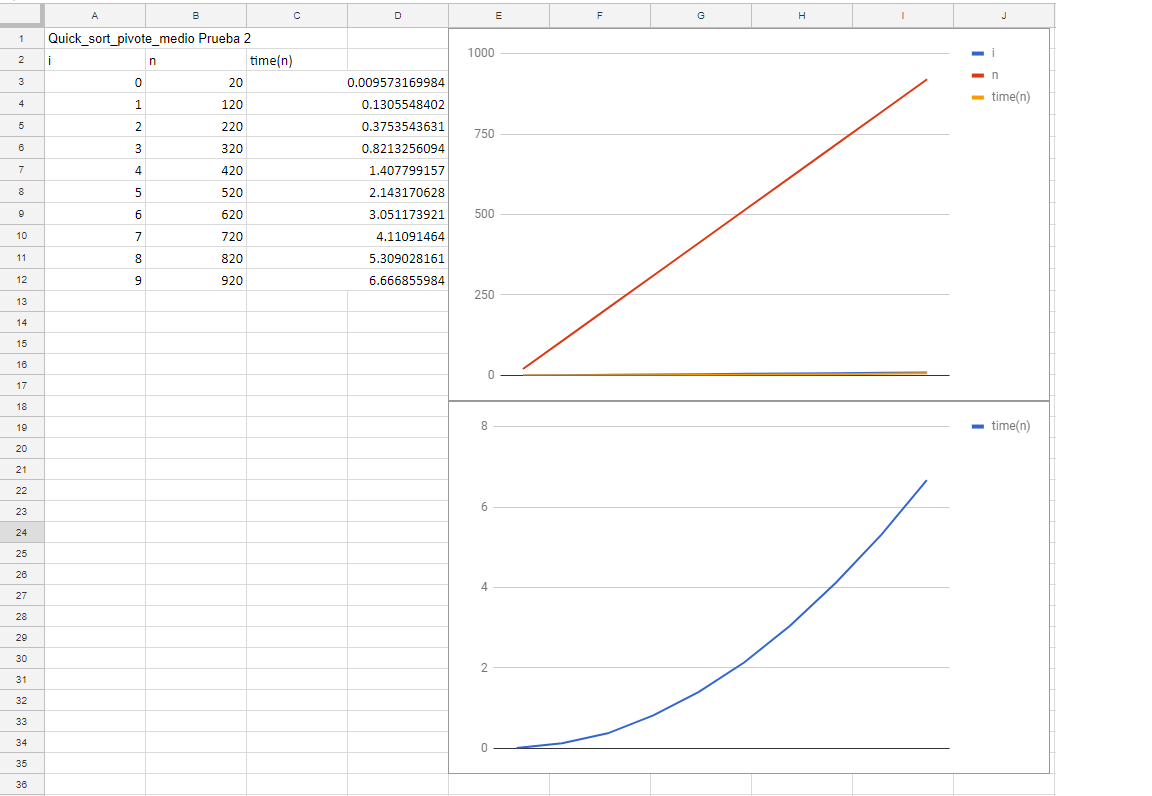 A B C D E F G H I J
1 Quick_sort_pivote_medio Prueba 2
2 i n time(n)
3 0 20 0.009573169984
4 1 120 0.1305548402
5 2 220 0.3753543631
6 3 320 0.8213256094
7 4 420 1.407799157
8 5 520 2.143170628
9 6 620 3.051173921
10 7 720 4.11091464
11 8 820 5.309028161
12 9 920 6.666855984
13
14
15
16
17
18
19
20
21
22
23
24
25
26
27
28
29
30
31
32
33
34
35
36
1000
750
500
250
0
i
n
time(n)
8
6
4
2
0
time(n)